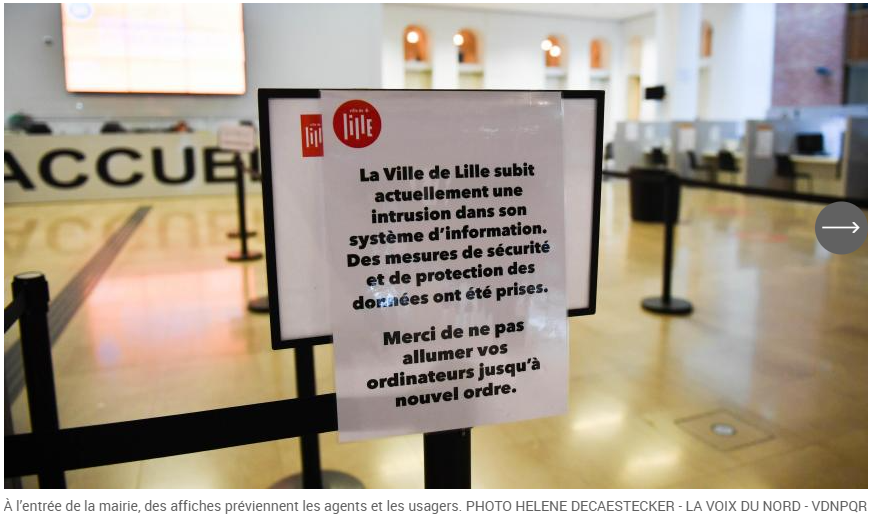 ville de
lille
ACCUEI
La Ville de Lille subit
actuellement une
intrusion dans son
système d'information.
Des mesures de sécurité
et de protection des
données ont été prises.
Merci de ne pas
allumer vos
ordinateurs jusqu'à
nouvel ordre.
À l'entrée de la mairie, des affiches préviennent les agents et les usagers. PHOTO HELENE DECAESTECKER - LA VOIX DU NORD - VDNPQR